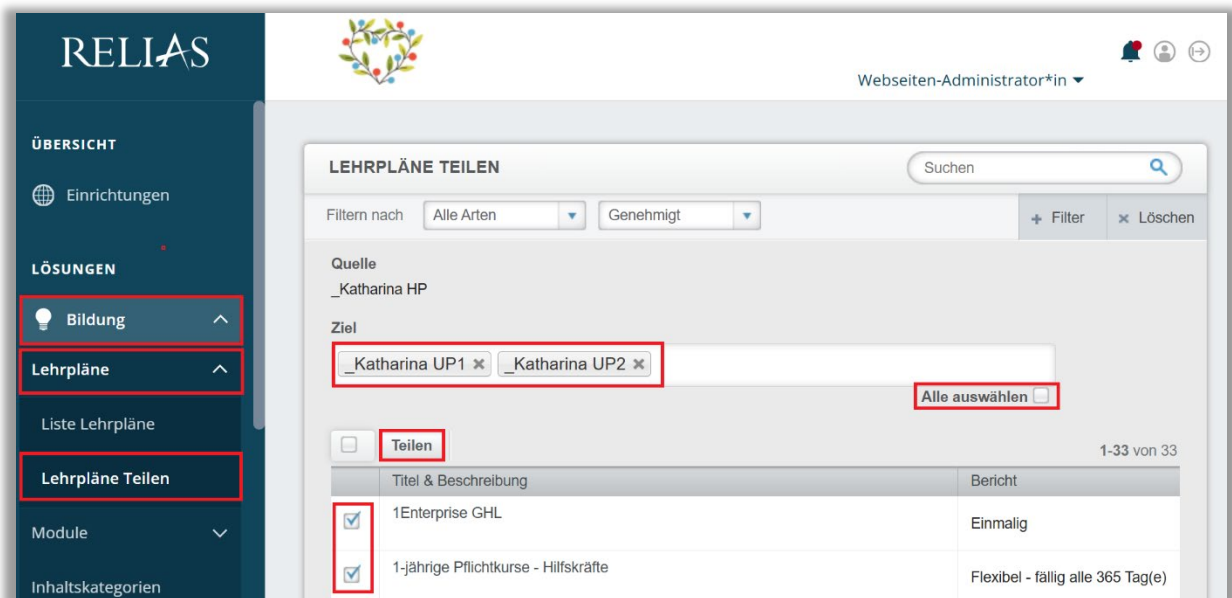 RELIAS
Webseiten-Administrator*in
ÜBERSICHT
Einrichtungen
LÖSUNGEN
Bildung
Lehrpläne
Liste Lehrpläne
Lehrpläne Teilen
Module
Inhaltskategorien
LEHRPLÄNE TEILEN
Suchen
Filtern nach Alle Arten Genehmigt + Filter × Löschen
Quelle
_Katharina HP
Ziel
_Katharina UP1 × _Katharina UP2 ×
Alle auswählen
Teilen 1-33 von 33
Titel & Beschreibung Bericht
1Enterprise GHL Einmalig
1-jährige Pflichtkurse - Hilfskräfte Flexibel - fällig alle 365 Tag(e)